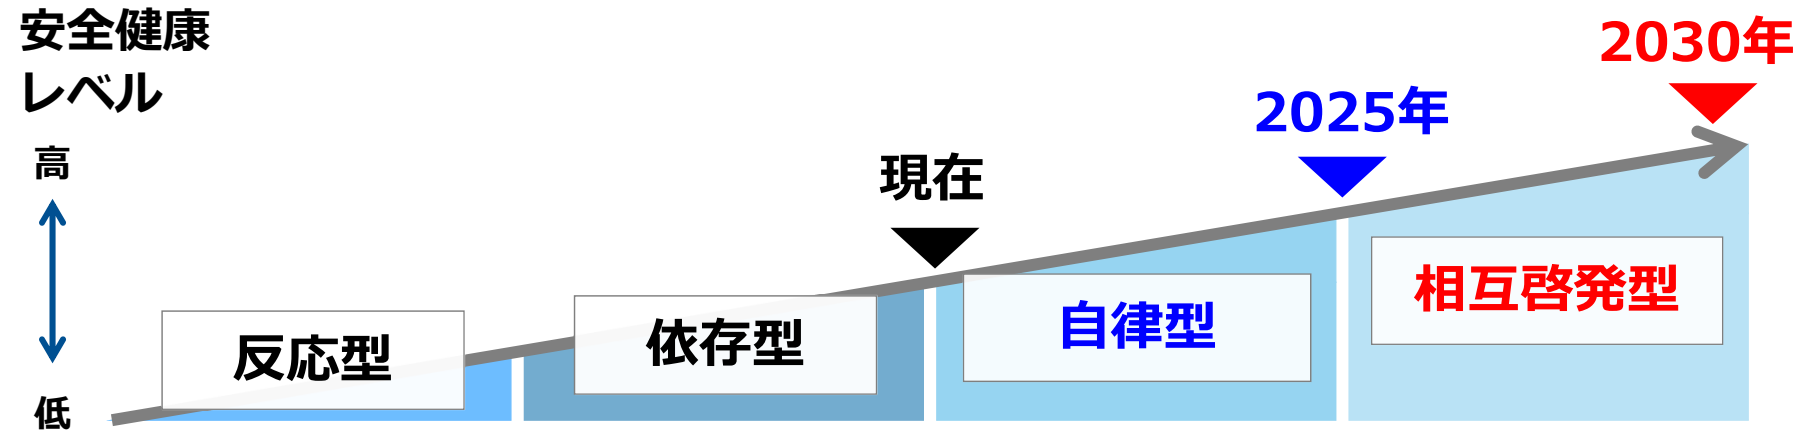 安全健康
レベル
高
低
反応型
依存型
現在
自律型
2025年
相互啓発型
2030年